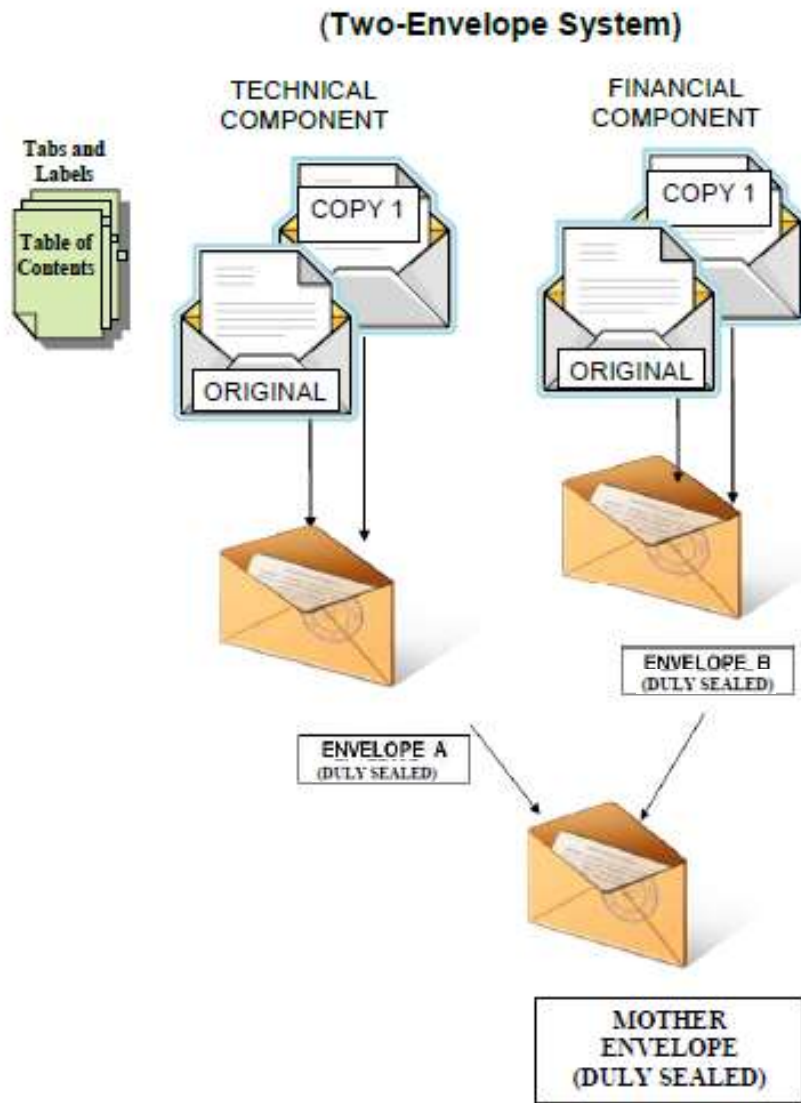 (Two-Envelope System)
TECHNICAL
COMPONENT
FINANCIAL
COMPONENT
Tabs and
Labels
Table of
Contents
COPY 1
ORIGINAL
COPY 1
ORIGINAL
ENVELOPE B
(DULY SEALED)
ENVELOPE A
(DULY SEALED)
MOTHER
ENVELOPE
(DULY SEALED)